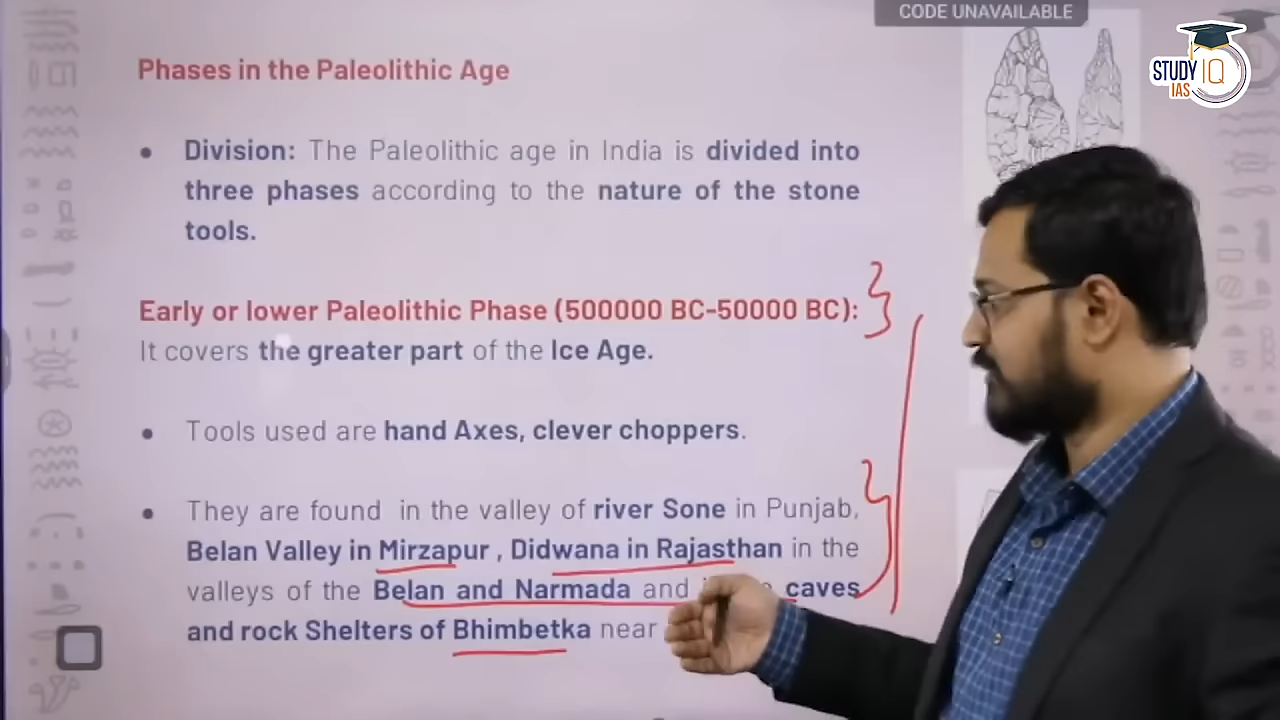 CODE UNAVAILABLE
STUDY IQ
IAS
Phases in the Paleolithic Age
• Division: The Paleolithic age in India is divided into
three phases according to the nature of the stone
tools.
Early or lower Paleolithic Phase (500000 BC-50000 BC):
It covers the greater part of the Ice Age.
• Tools used are hand Axes, clever choppers.
• They are found in the valley of river Sone in Punjab,
Belan Valley in Mirzapur , Didwana in Rajasthan in the
valleys of the Belan and Narmada and caves
and rock Shelters of Bhimbetka near